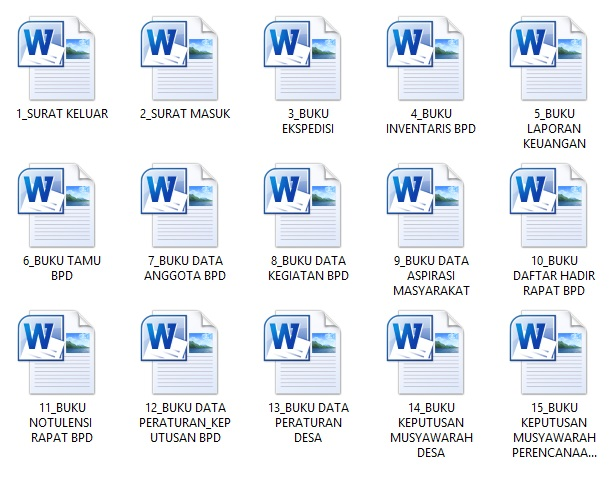 1_SURAT KELUAR
2_SURAT MASUK
3_BUKU
EKSPEDISI
4_BUKU
INVENTARIS BPD
5_BUKU
LAPORAN
KEUANGAN
6_BUKU TAMU
BPD
7_BUKU DATA
ANGGOTA BPD
8_BUKU DATA
KEGIATAN BPD
9_BUKU DATA
ASPIRASI
MASYARAKAT
10_BUKU
DAFTAR HADIR
RAPAT BPD
11_BUKU
NOTULENSI
RAPAT BPD
12_BUKU DATA
PERATURAN_KEP
UTUSAN BPD
13_BUKU DATA
PERATURAN
DESA
14_BUKU
KEPUTUSAN
MUSYAWARAH
DESA
15_BUKU
KEPUTUSAN
MUSYAWARAH
PERENCANAA...